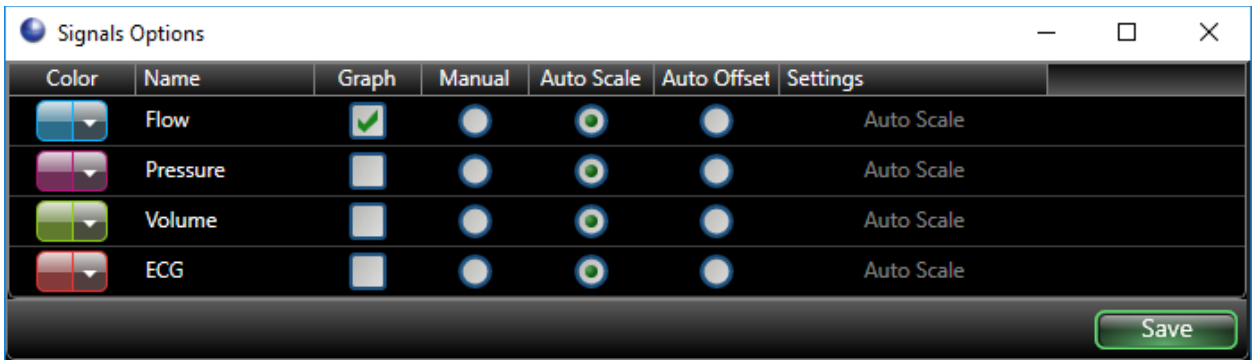 Signals Options
Color Name Graph Manual Auto Scale Auto Offset Settings
Flow Auto Scale
Pressure Auto Scale
Volume Auto Scale
ECG Auto Scale
Save